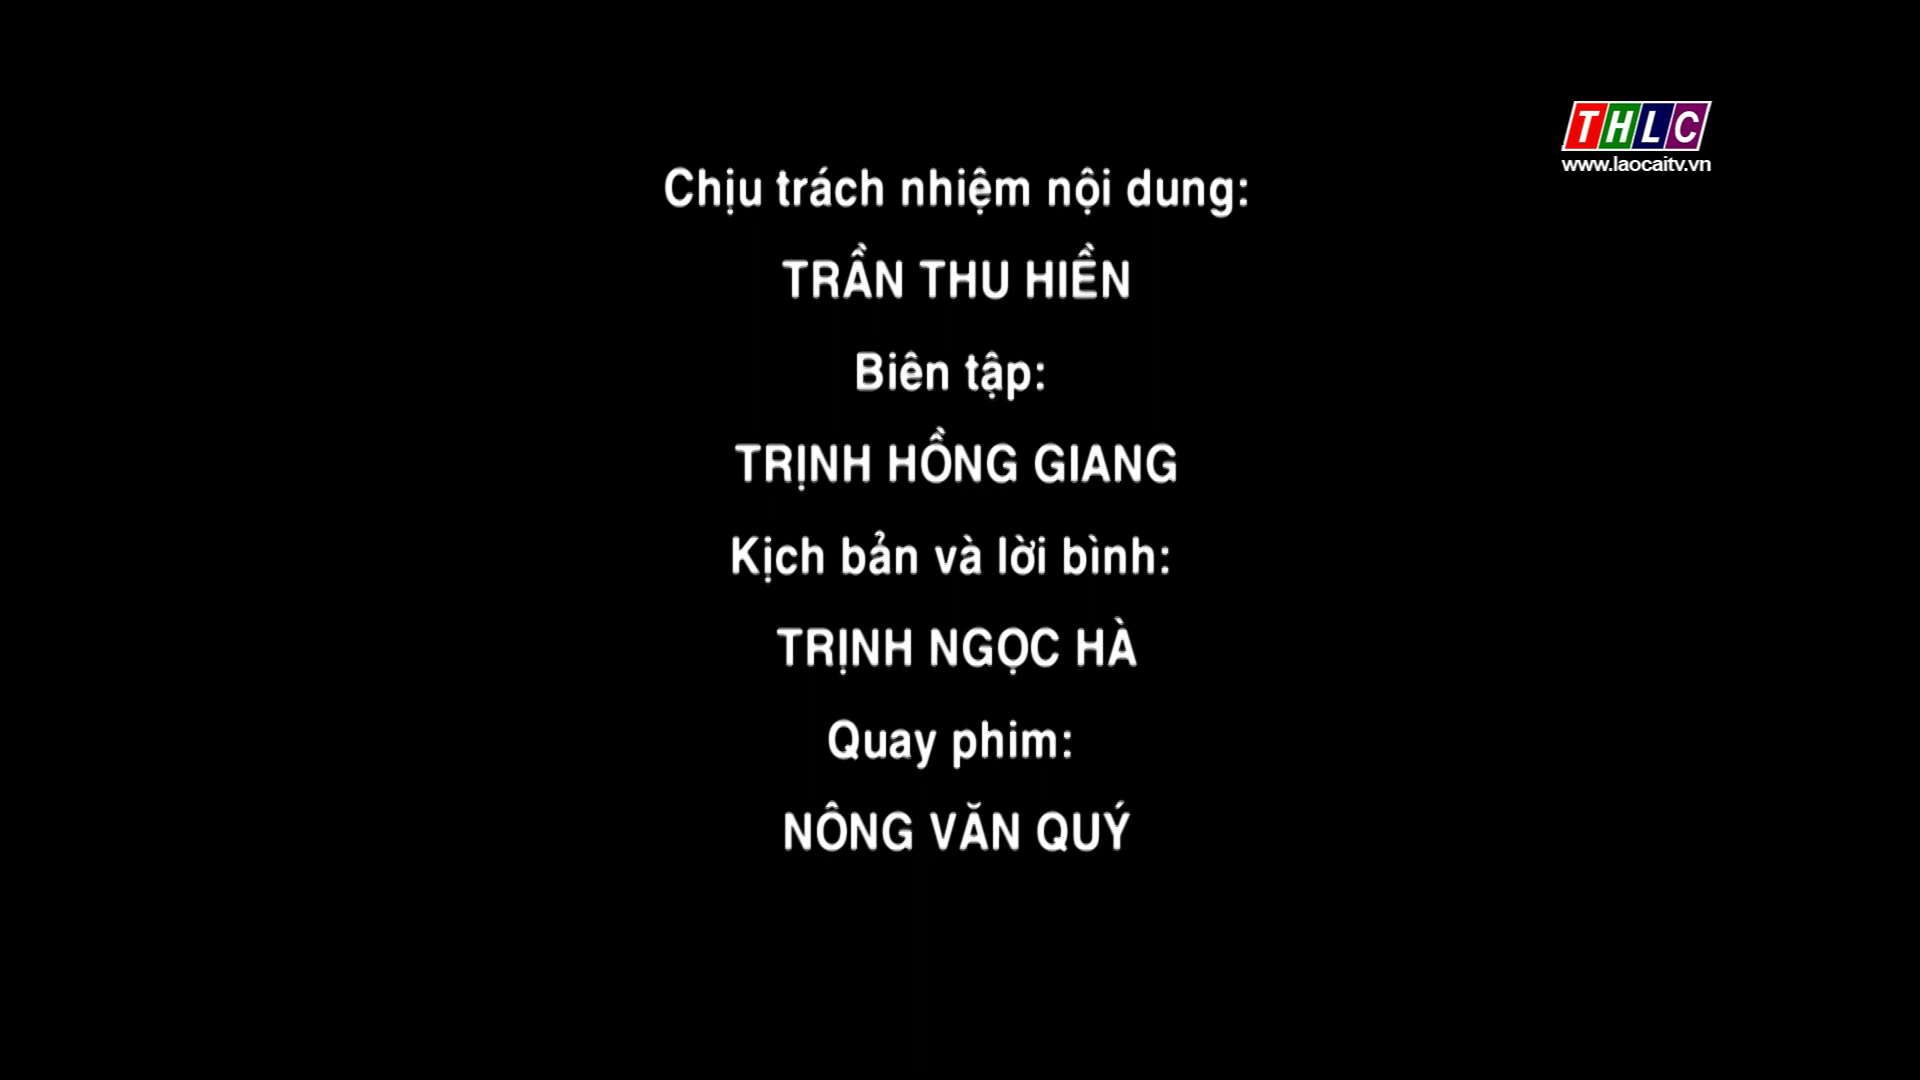 THLC
www.laocaitv.vn
Chịu trách nhiệm nội dung:
TRẦN THU HIỀN
Biên tập:
TRỊNH HỒNG GIANG
Kịch bản và lời bình:
TRỊNH NGỌC HÀ
Quay phim:
NÔNG VĂN QUÝ